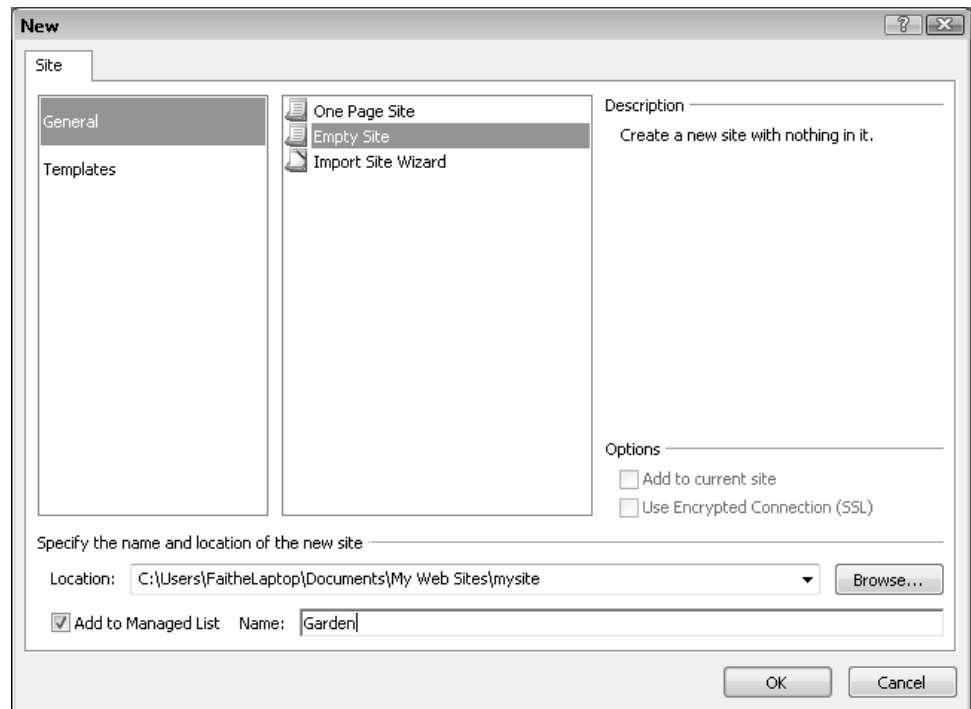 New
Site
General
Templates
One Page Site
Empty Site
Import Site Wizard
Description
Create a new site with nothing in it.
Options
Add to current site
Use Encrypted Connection (SSL)
Specify the name and location of the new site
Location: C:\Users\FaitheLaptop\Documents\My Web Sites\mysite Browse...
Add to Managed List Name: Garden
OK Cancel